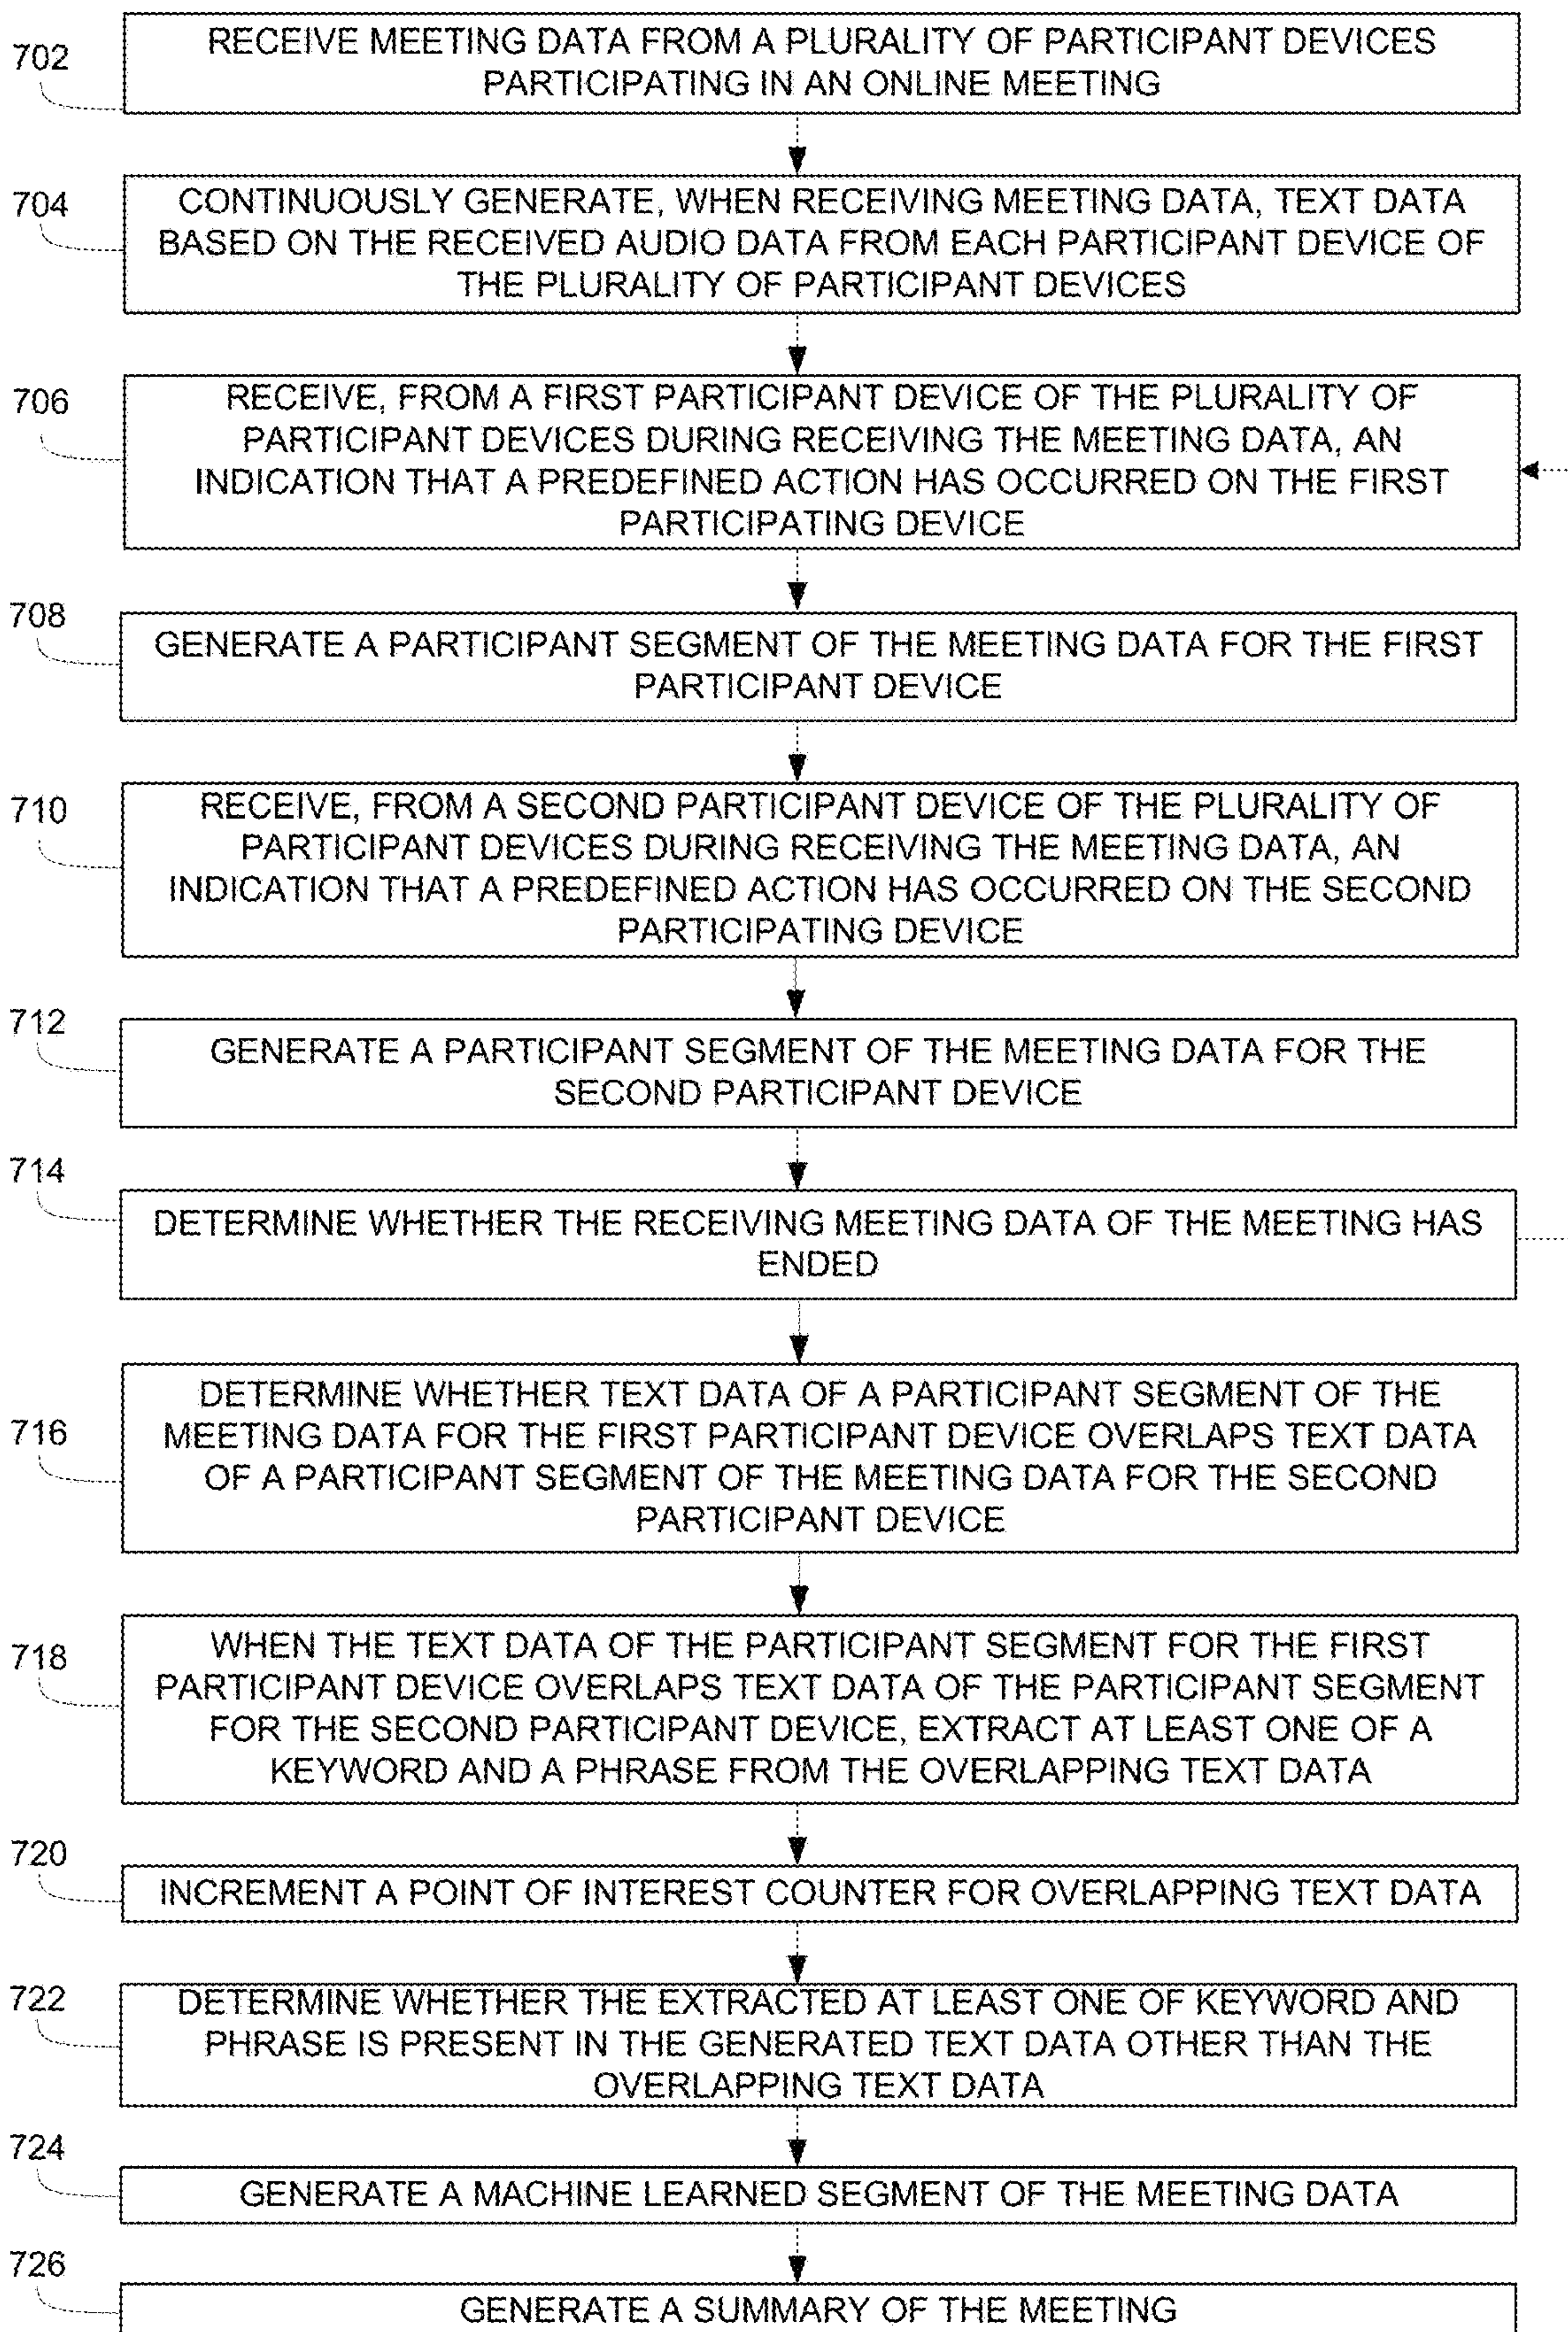 702
RECEIVE MEETING DATA FROM A PLURALITY OF PARTICIPANT DEVICES
PARTICIPATING IN AN ONLINE MEETING
704
CONTINUOUSLY GENERATE, WHEN RECEIVING MEETING DATA, TEXT DATA
BASED ON THE RECEIVED AUDIO DATA FROM EACH PARTICIPANT DEVICE OF
THE PLURALITY OF PARTICIPANT DEVICES
706
RECEIVE, FROM A FIRST PARTICIPANT DEVICE OF THE PLURALITY OF
PARTICIPANT DEVICES DURING RECEIVING THE MEETING DATA, AN
INDICATION THAT A PREDEFINED ACTION HAS OCCURRED ON THE FIRST
PARTICIPATING DEVICE
708
GENERATE A PARTICIPANT SEGMENT OF THE MEETING DATA FOR THE FIRST
PARTICIPANT DEVICE
710
RECEIVE, FROM A SECOND PARTICIPANT DEVICE OF THE PLURALITY OF
PARTICIPANT DEVICES DURING RECEIVING THE MEETING DATA, AN
INDICATION THAT A PREDEFINED ACTION HAS OCCURRED ON THE SECOND
PARTICIPATING DEVICE
712
GENERATE A PARTICIPANT SEGMENT OF THE MEETING DATA FOR THE
SECOND PARTICIPANT DEVICE
714
DETERMINE WHETHER THE RECEIVING MEETING DATA OF THE MEETING HAS
ENDED
716
DETERMINE WHETHER TEXT DATA OF A PARTICIPANT SEGMENT OF THE
MEETING DATA FOR THE FIRST PARTICIPANT DEVICE OVERLAPS TEXT DATA
OF A PARTICIPANT SEGMENT OF THE MEETING DATA FOR THE SECOND
PARTICIPANT DEVICE
718
WHEN THE TEXT DATA OF THE PARTICIPANT SEGMENT FOR THE FIRST
PARTICIPANT DEVICE OVERLAPS TEXT DATA OF THE PARTICIPANT SEGMENT
FOR THE SECOND PARTICIPANT DEVICE, EXTRACT AT LEAST ONE OF A
KEYWORD AND A PHRASE FROM THE OVERLAPPING TEXT DATA
720
INCREMENT A POINT OF INTEREST COUNTER FOR OVERLAPPING TEXT DATA
722
DETERMINE WHETHER THE EXTRACTED AT LEAST ONE OF KEYWORD AND
PHRASE IS PRESENT IN THE GENERATED TEXT DATA OTHER THAN THE
OVERLAPPING TEXT DATA
724
GENERATE A MACHINE LEARNED SEGMENT OF THE MEETING DATA
726
GENERATE A SUMMARY OF THE MEETING